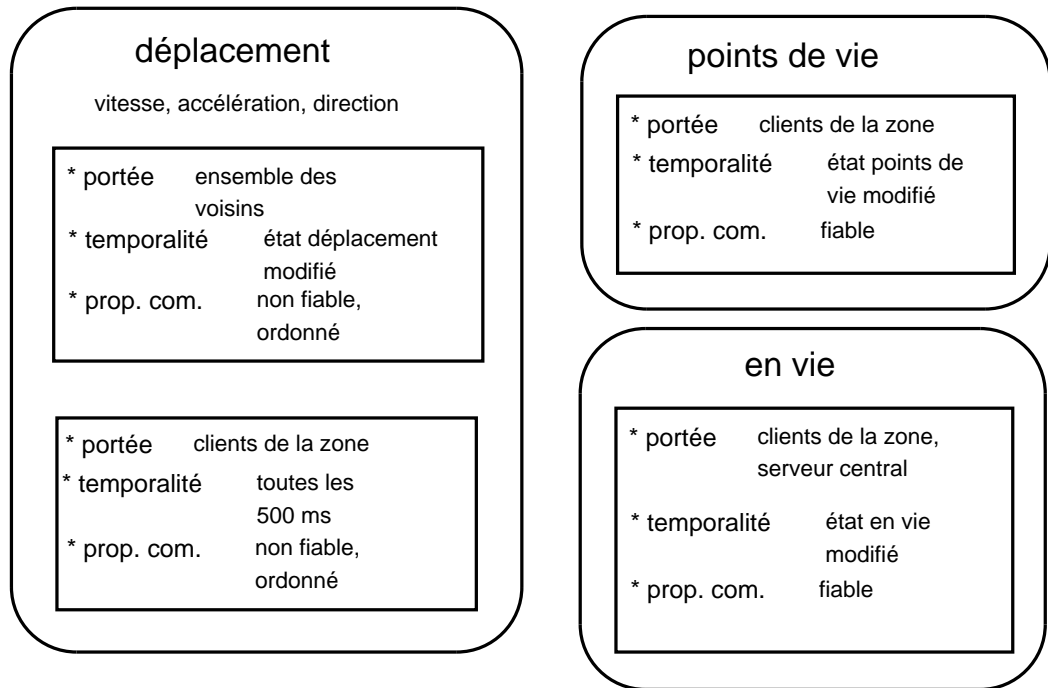 déplacement
vitesse, accélération, direction
* portée ensemble des
voisins
* temporalité état déplacement
modifié
* prop. com. non fiable,
ordonné
* portée clients de la zone
* temporalité toutes les
500 ms
* prop. com. non fiable,
ordonné
points de vie
* portée clients de la zone
* temporalité état points de
vie modifié
* prop. com. fiable
en vie
* portée clients de la zone,
serveur central
* temporalité état en vie
modifié
* prop. com. fiable